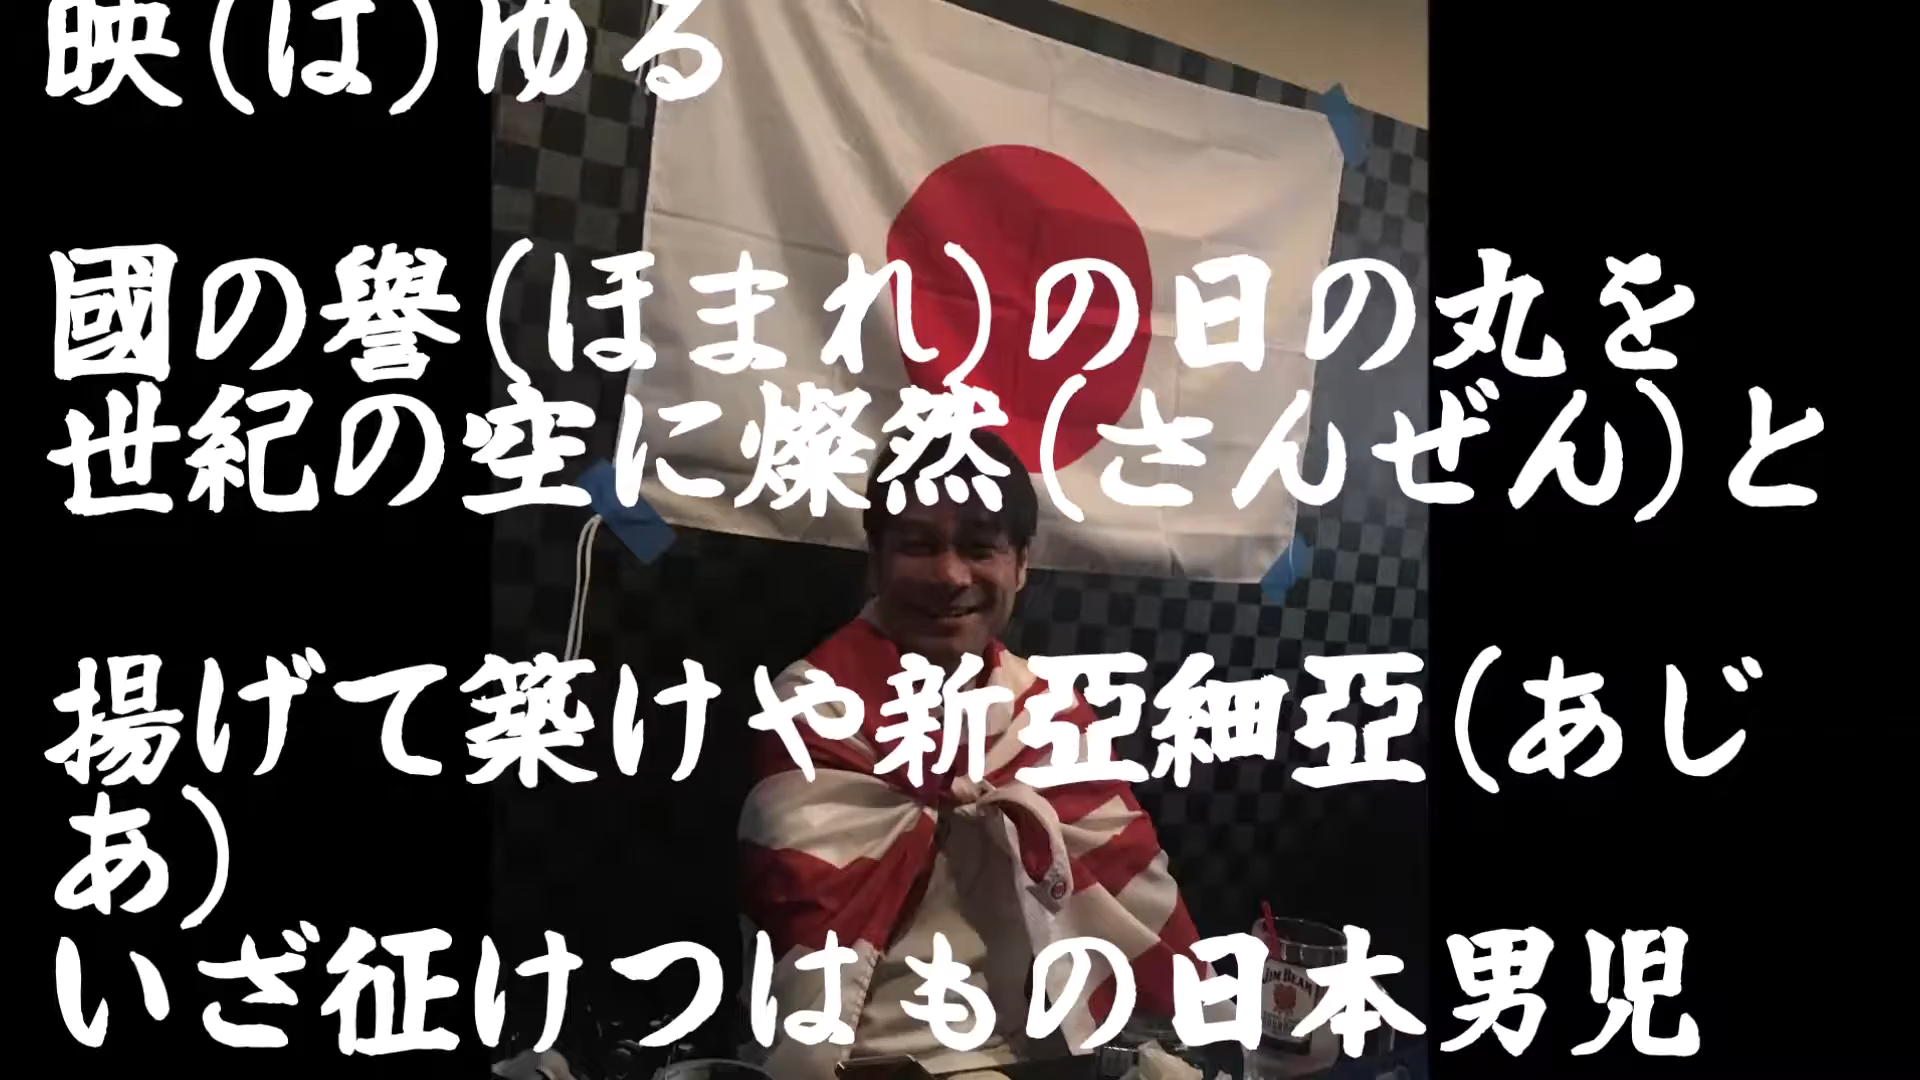 映(は)ゆる
國の譽(ほまれ)の日の丸を
世紀の空に燦然(さんぜん)と
揚げて築けや新亞細亞(あじ
あ)
いざ征けつはもの日本男児
JIM BEAM